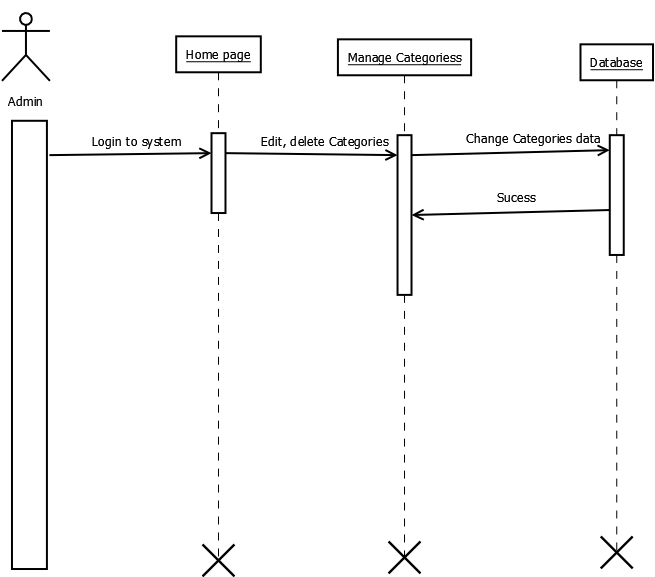 Home page
Manage Categoriess
Database
Admin
Login to system
Edit, delete Categories
Change Categories data
Sucess